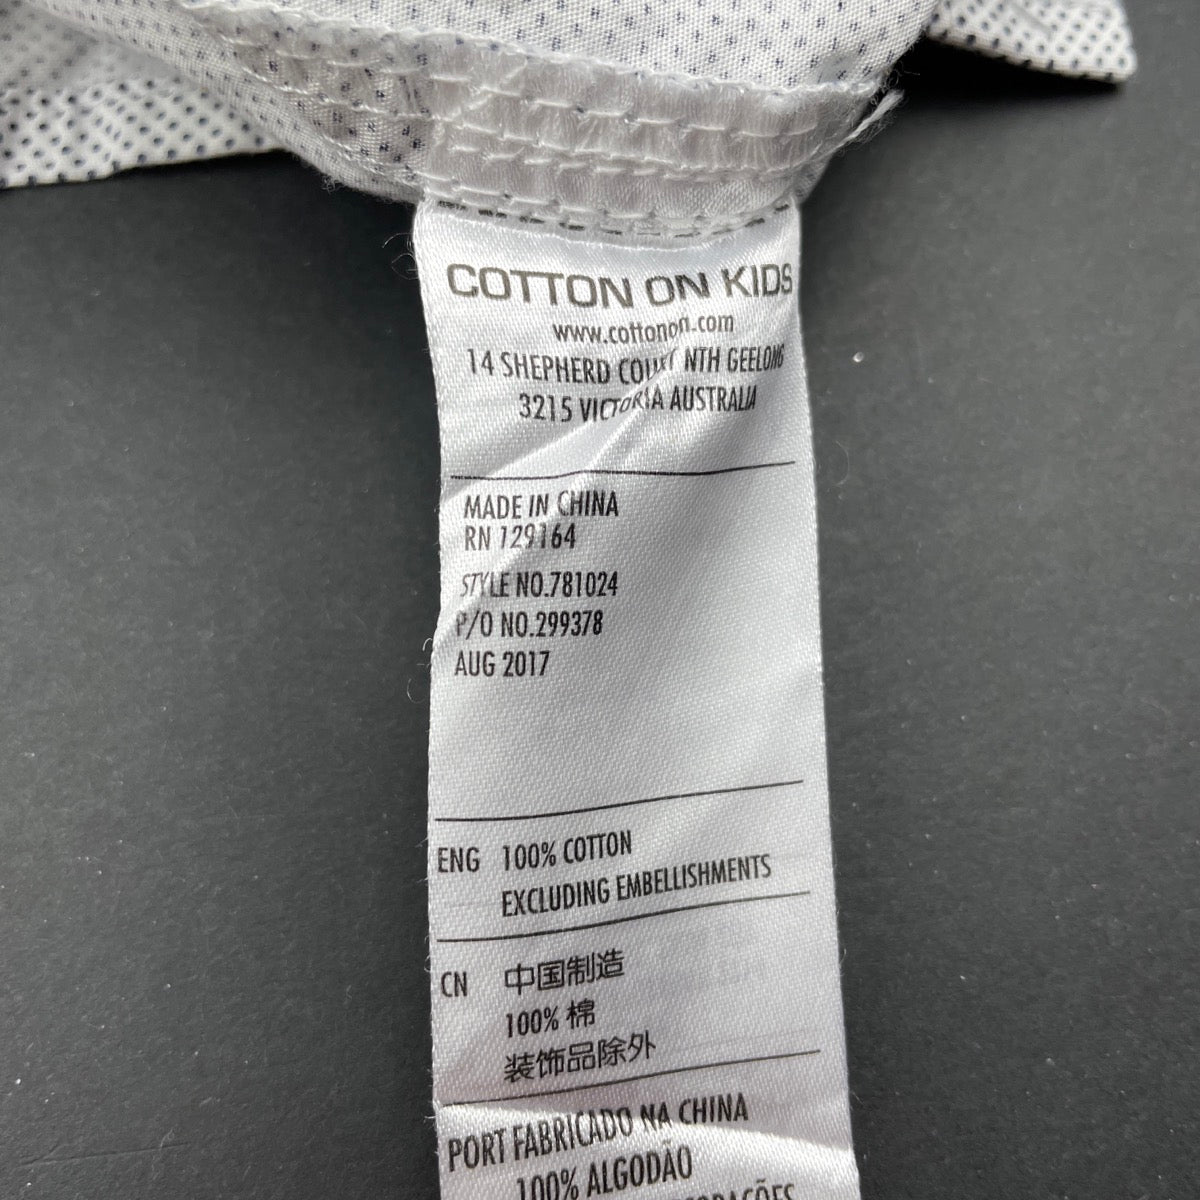 COTTON ON KIDS
www.cottonon.com
14 SHEPHERD COURT NTH GEELONG
3215 VICTORIA AUSTRALIA
MADE IN CHINA
RN 129164
STYLE NO.781024
P/O NO.299378
AUG 2017
ENG 100% COTTON
EXCLUDING EMBELLISHMENTS
CN 中国制造
100% 棉
装饰品除外
PORT FABRICADO NA CHINA
100% ALGODÃO